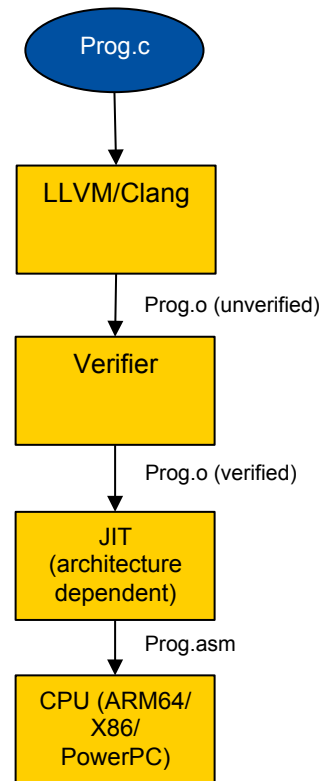 Prog.c
LLVM/Clang
Prog.o (unverified)
Verifier
Prog.o (verified)
JIT
(architecture
dependent)
Prog.asm
CPU (ARM64/
X86/
PowerPC)